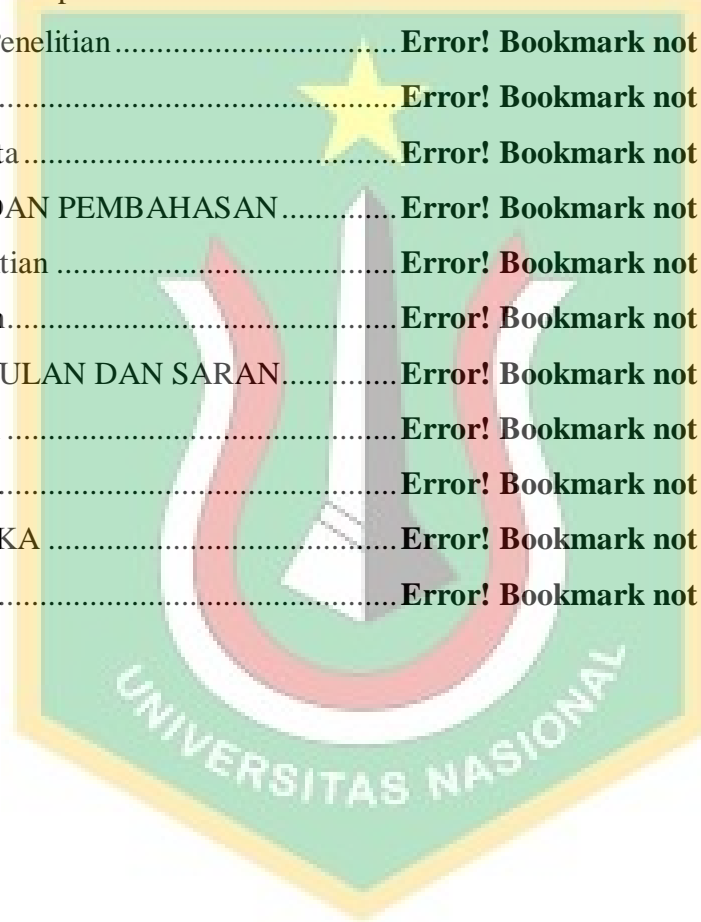 enelitian................................Error! Bookmark not
................................Error! Bookmark not
ta................................Error! Bookmark not
DAN PEMBAHASAN.............Error! Bookmark not
tian................................Error! Bookmark not
................................Error! Bookmark not
ULAN DAN SARAN.............Error! Bookmark not
................................Error! Bookmark not
................................Error! Bookmark not
KA................................Error! Bookmark not
................................Error! Bookmark not
UNIVERSITAS NASIONAL